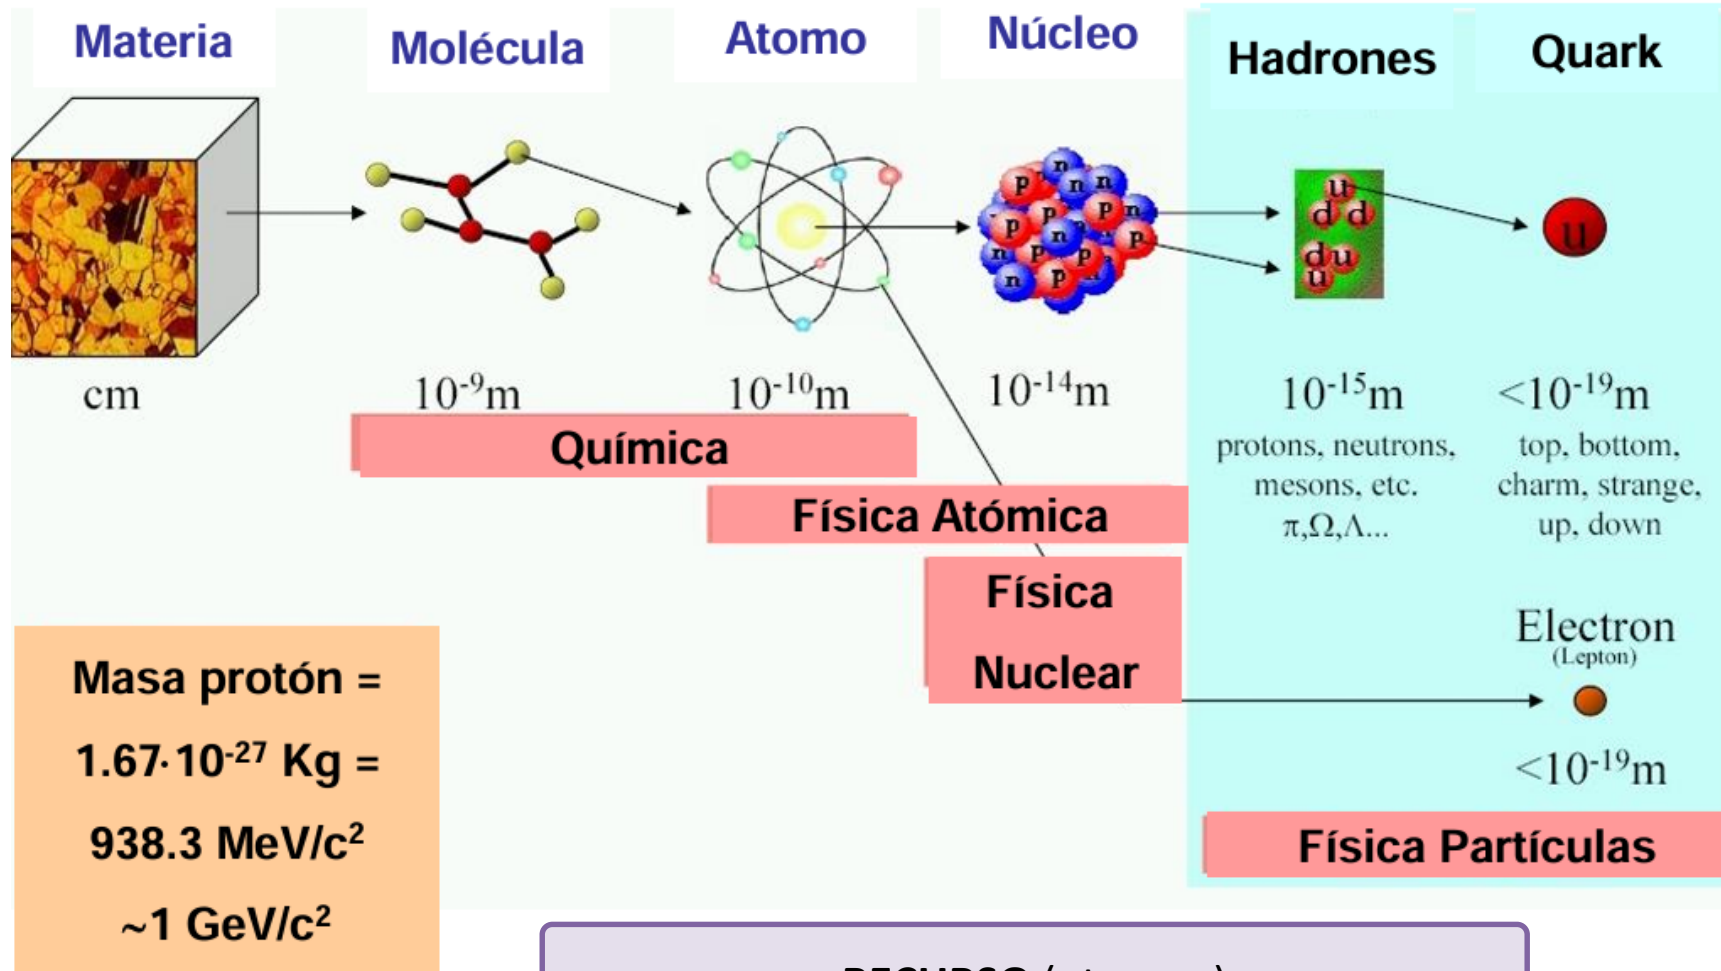 Materia
Molécula
Atomo
Núcleo
Hadrones
Quark
n
p
n
n
p
p
p
n
p
n
p
n
p
p
n
p
n
u
d d
d u
u
u
cm
10⁻⁹m
10⁻¹⁰m
10⁻¹⁴m
10⁻¹⁵m
<10⁻¹⁹m
protons, neutrons,
mesons, etc.
π,Ω,Λ...
top, bottom,
charm, strange,
up, down
Química
Física Atómica
Física
Nuclear
Electron
(Lepton)
<10⁻¹⁹m
Física Partículas
Masa protón =
1.67·10⁻²⁷ Kg =
938.3 MeV/c²
~1 GeV/c²